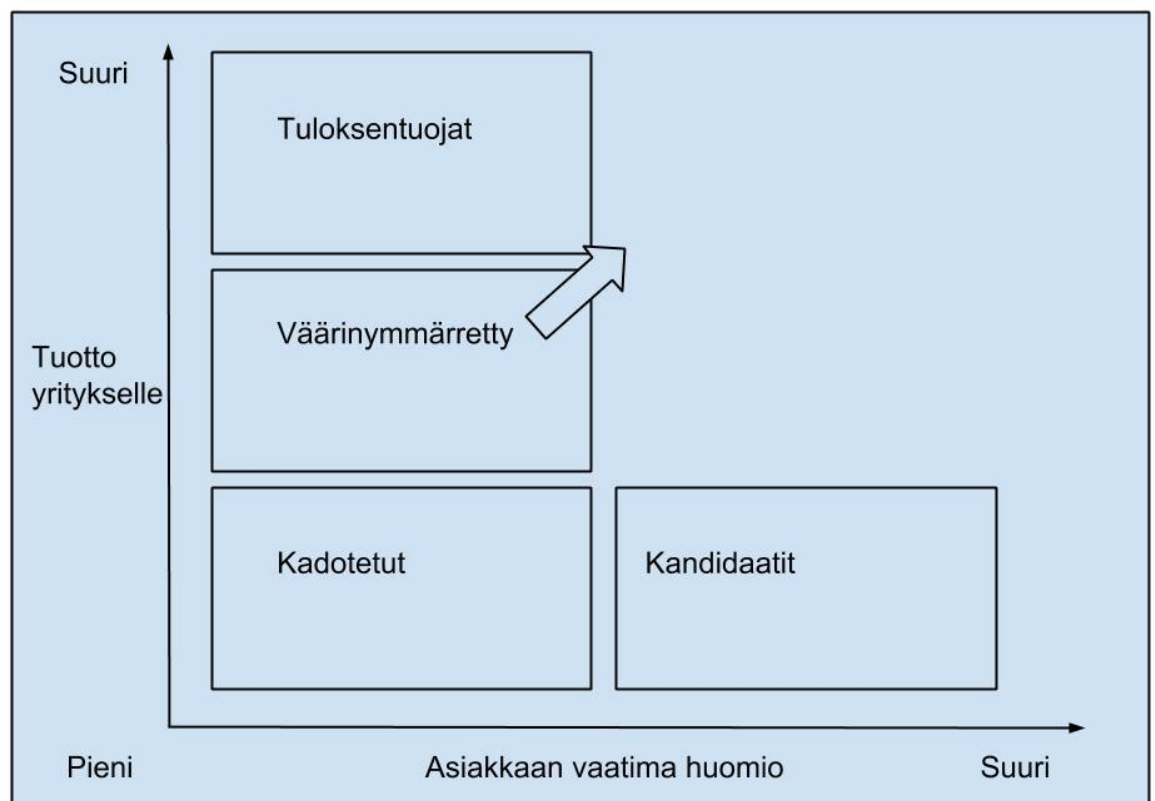 Suuri
Tuloksentuojat
Väärinymmärretty
Tuotto
yritykselle
Kadotetut
Kandidaatit
Pieni
Asiakkaan vaatima huomio
Suuri